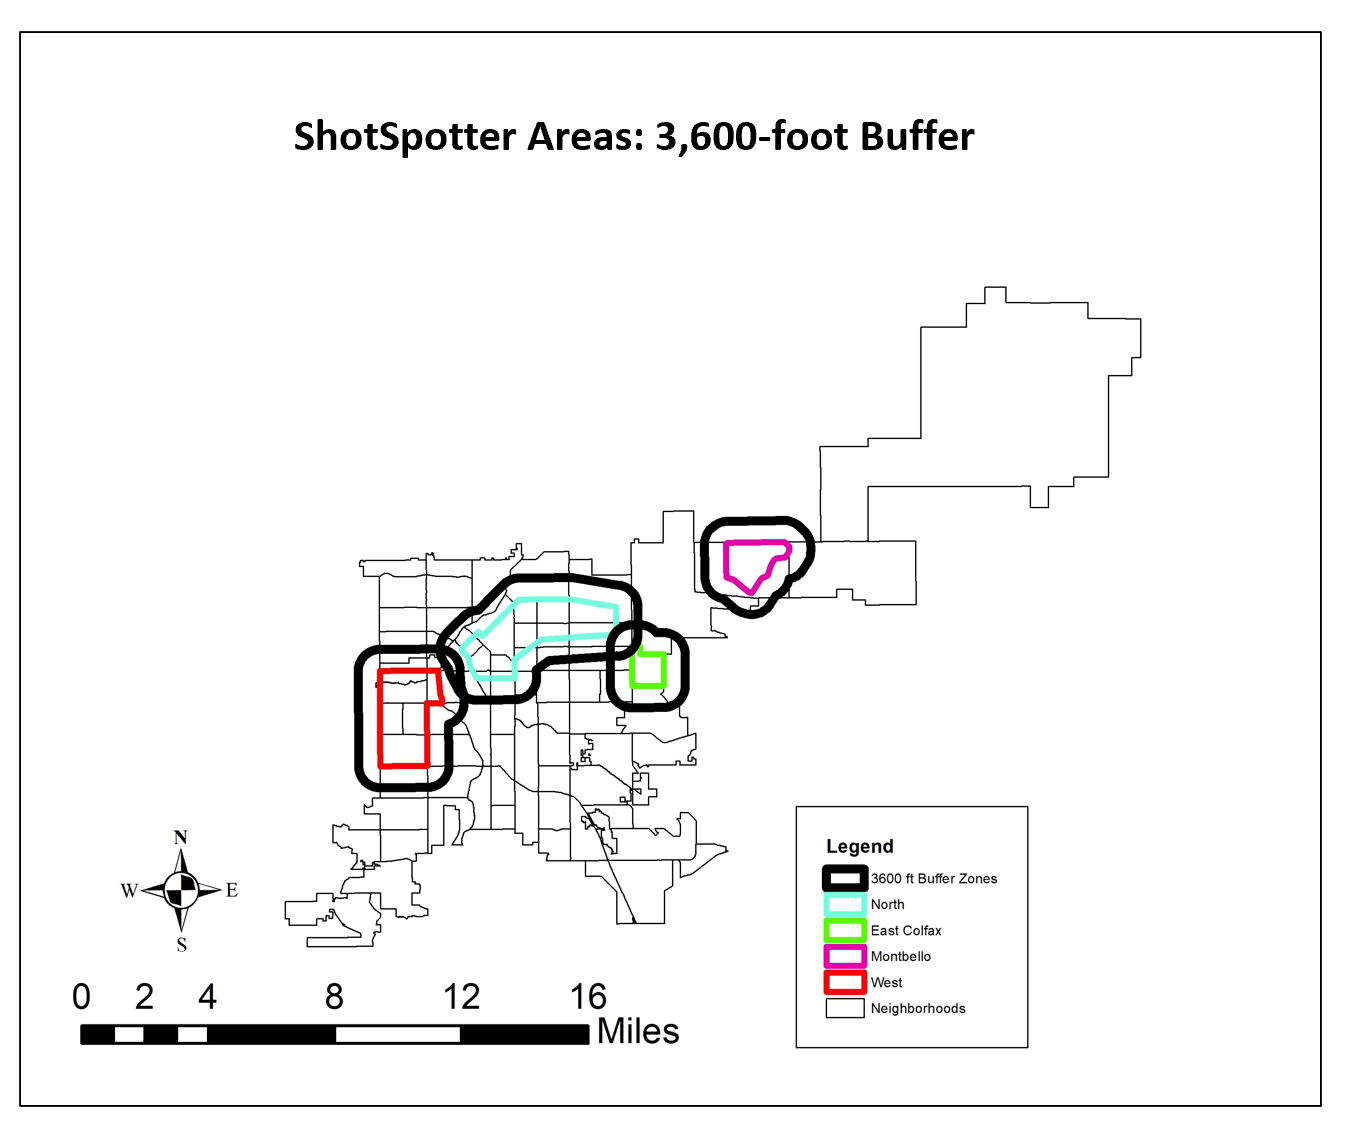 ShotSpotter Areas: 3,600-foot Buffer
N
W
E
S
0 2 4 8 12 16
Miles
Legend
3600 ft Buffer Zones
North
East Colfax
Montbello
West
Neighborhoods